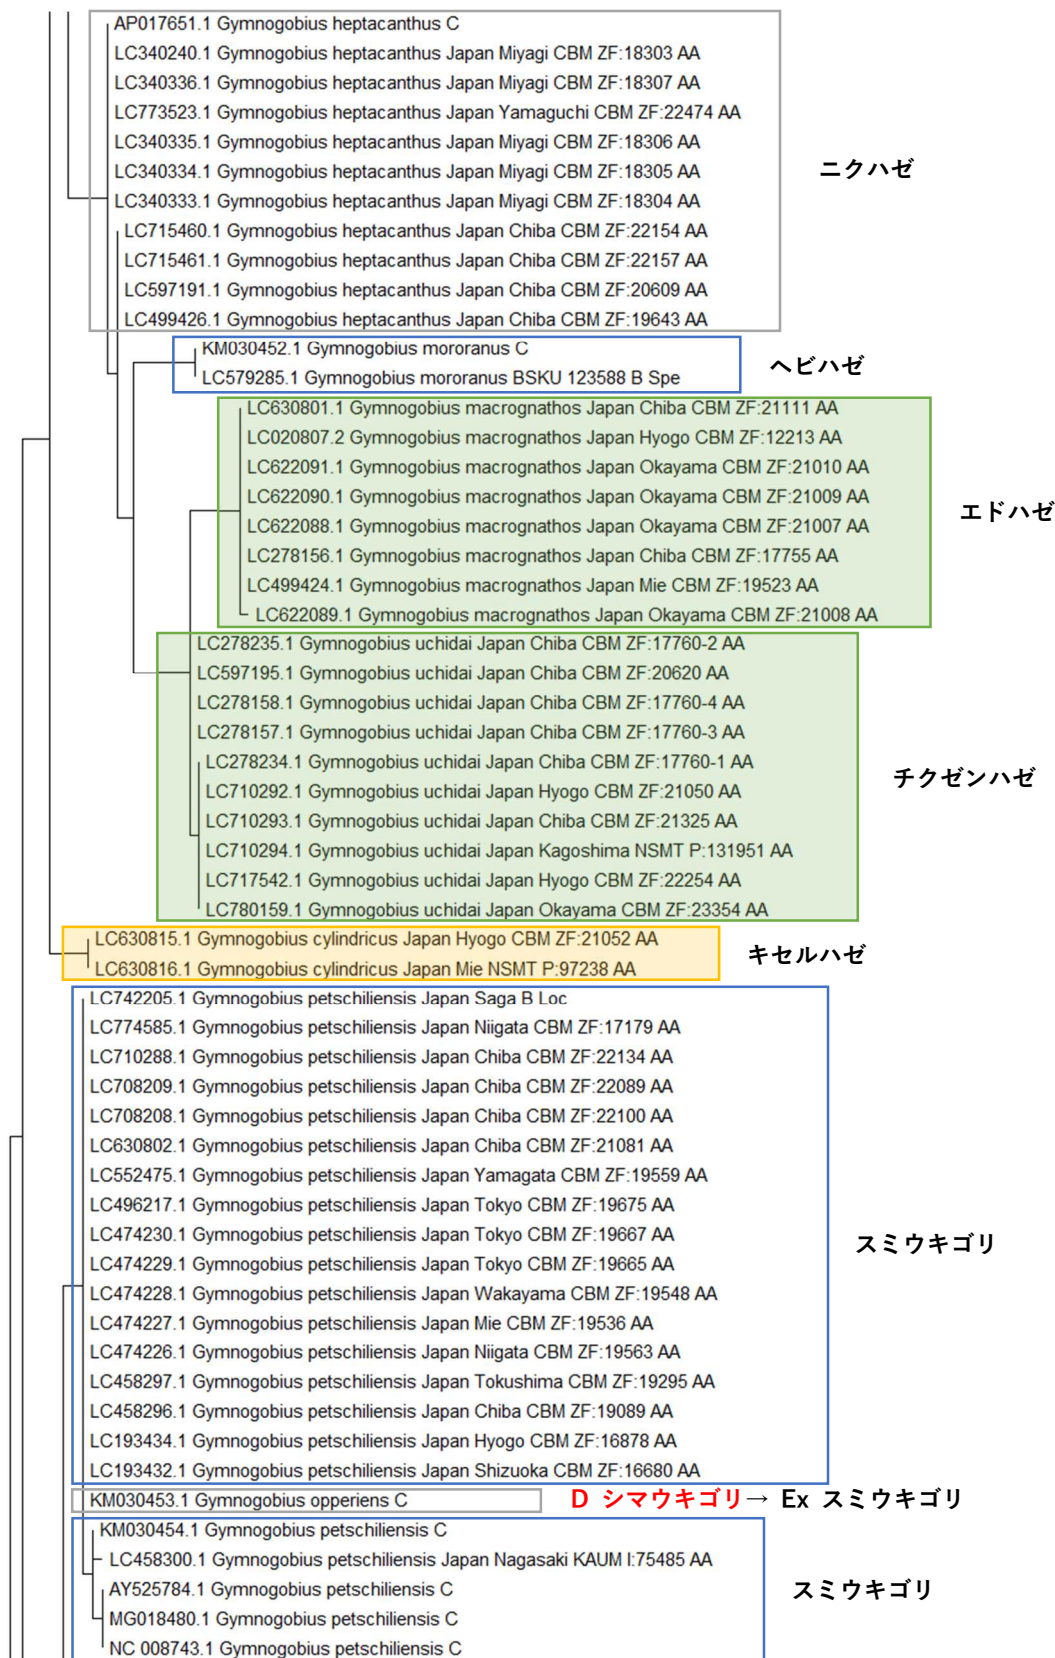 AP017651.1 Gymnogobius heptacanthus C
LC340240.1 Gymnogobius heptacanthus Japan Miyagi CBM ZF:18303 AA
LC340336.1 Gymnogobius heptacanthus Japan Miyagi CBM ZF:18307 AA
LC773523.1 Gymnogobius heptacanthus Japan Yamaguchi CBM ZF:22474 AA
LC340335.1 Gymnogobius heptacanthus Japan Miyagi CBM ZF:18306 AA
LC340334.1 Gymnogobius heptacanthus Japan Miyagi CBM ZF:18305 AA
LC340333.1 Gymnogobius heptacanthus Japan Miyagi CBM ZF:18304 AA
LC715460.1 Gymnogobius heptacanthus Japan Chiba CBM ZF:22154 AA
LC715461.1 Gymnogobius heptacanthus Japan Chiba CBM ZF:22157 AA
LC597191.1 Gymnogobius heptacanthus Japan Chiba CBM ZF:20609 AA
LC499426.1 Gymnogobius heptacanthus Japan Chiba CBM ZF:19643 AA
ニクハゼ
KM030452.1 Gymnogobius mororanus C
LC579285.1 Gymnogobius mororanus BSKU 123588 B Spe
ヘビハゼ
LC630801.1 Gymnogobius macrognathos Japan Chiba CBM ZF:21111 AA
LC020807.2 Gymnogobius macrognathos Japan Hyogo CBM ZF:12213 AA
LC622091.1 Gymnogobius macrognathos Japan Okayama CBM ZF:21010 AA
LC622090.1 Gymnogobius macrognathos Japan Okayama CBM ZF:21009 AA
LC622088.1 Gymnogobius macrognathos Japan Okayama CBM ZF:21007 AA
LC278156.1 Gymnogobius macrognathos Japan Chiba CBM ZF:17755 AA
LC499424.1 Gymnogobius macrognathos Japan Mie CBM ZF:19523 AA
LC622089.1 Gymnogobius macrognathos Japan Okayama CBM ZF:21008 AA
エドハゼ
LC278235.1 Gymnogobius uchidai Japan Chiba CBM ZF:17760-2 AA
LC597195.1 Gymnogobius uchidai Japan Chiba CBM ZF:20620 AA
LC278158.1 Gymnogobius uchidai Japan Chiba CBM ZF:17760-4 AA
LC278157.1 Gymnogobius uchidai Japan Chiba CBM ZF:17760-3 AA
LC278234.1 Gymnogobius uchidai Japan Chiba CBM ZF:17760-1 AA
LC710292.1 Gymnogobius uchidai Japan Hyogo CBM ZF:21050 AA
LC710293.1 Gymnogobius uchidai Japan Chiba CBM ZF:21325 AA
LC710294.1 Gymnogobius uchidai Japan Kagoshima NSMT P:131951 AA
LC717542.1 Gymnogobius uchidai Japan Hyogo CBM ZF:22254 AA
LC780159.1 Gymnogobius uchidai Japan Okayama CBM ZF:23354 AA
チクゼンハゼ
LC630815.1 Gymnogobius cylindricus Japan Hyogo CBM ZF:21052 AA
LC630816.1 Gymnogobius cylindricus Japan Mie NSMT P:97238 AA
キセルハゼ
LC742205.1 Gymnogobius petschiliensis Japan Saga B Loc
LC774585.1 Gymnogobius petschiliensis Japan Niigata CBM ZF:17179 AA
LC710288.1 Gymnogobius petschiliensis Japan Chiba CBM ZF:22134 AA
LC708209.1 Gymnogobius petschiliensis Japan Chiba CBM ZF:22089 AA
LC708208.1 Gymnogobius petschiliensis Japan Chiba CBM ZF:22100 AA
LC630802.1 Gymnogobius petschiliensis Japan Chiba CBM ZF:21081 AA
LC552475.1 Gymnogobius petschiliensis Japan Yamagata CBM ZF:19559 AA
LC496217.1 Gymnogobius petschiliensis Japan Tokyo CBM ZF:19675 AA
LC474230.1 Gymnogobius petschiliensis Japan Tokyo CBM ZF:19667 AA
LC474229.1 Gymnogobius petschiliensis Japan Tokyo CBM ZF:19665 AA
LC474228.1 Gymnogobius petschiliensis Japan Wakayama CBM ZF:19548 AA
LC474227.1 Gymnogobius petschiliensis Japan Mie CBM ZF:19536 AA
LC474226.1 Gymnogobius petschiliensis Japan Niigata CBM ZF:19563 AA
LC458297.1 Gymnogobius petschiliensis Japan Tokushima CBM ZF:19295 AA
LC458296.1 Gymnogobius petschiliensis Japan Chiba CBM ZF:19089 AA
LC193434.1 Gymnogobius petschiliensis Japan Hyogo CBM ZF:16878 AA
LC193432.1 Gymnogobius petschiliensis Japan Shizuoka CBM ZF:16680 AA
スミウキゴリ
KM030453.1 Gymnogobius opperiens C
D シマウキゴリ→ Ex スミウキゴリ
KM030454.1 Gymnogobius petschiliensis C
LC458300.1 Gymnogobius petschiliensis Japan Nagasaki KAUM I:75485 AA
AY525784.1 Gymnogobius petschiliensis C
MG018480.1 Gymnogobius petschiliensis C
NC 008743.1 Gymnogobius petschiliensis C
スミウキゴリ